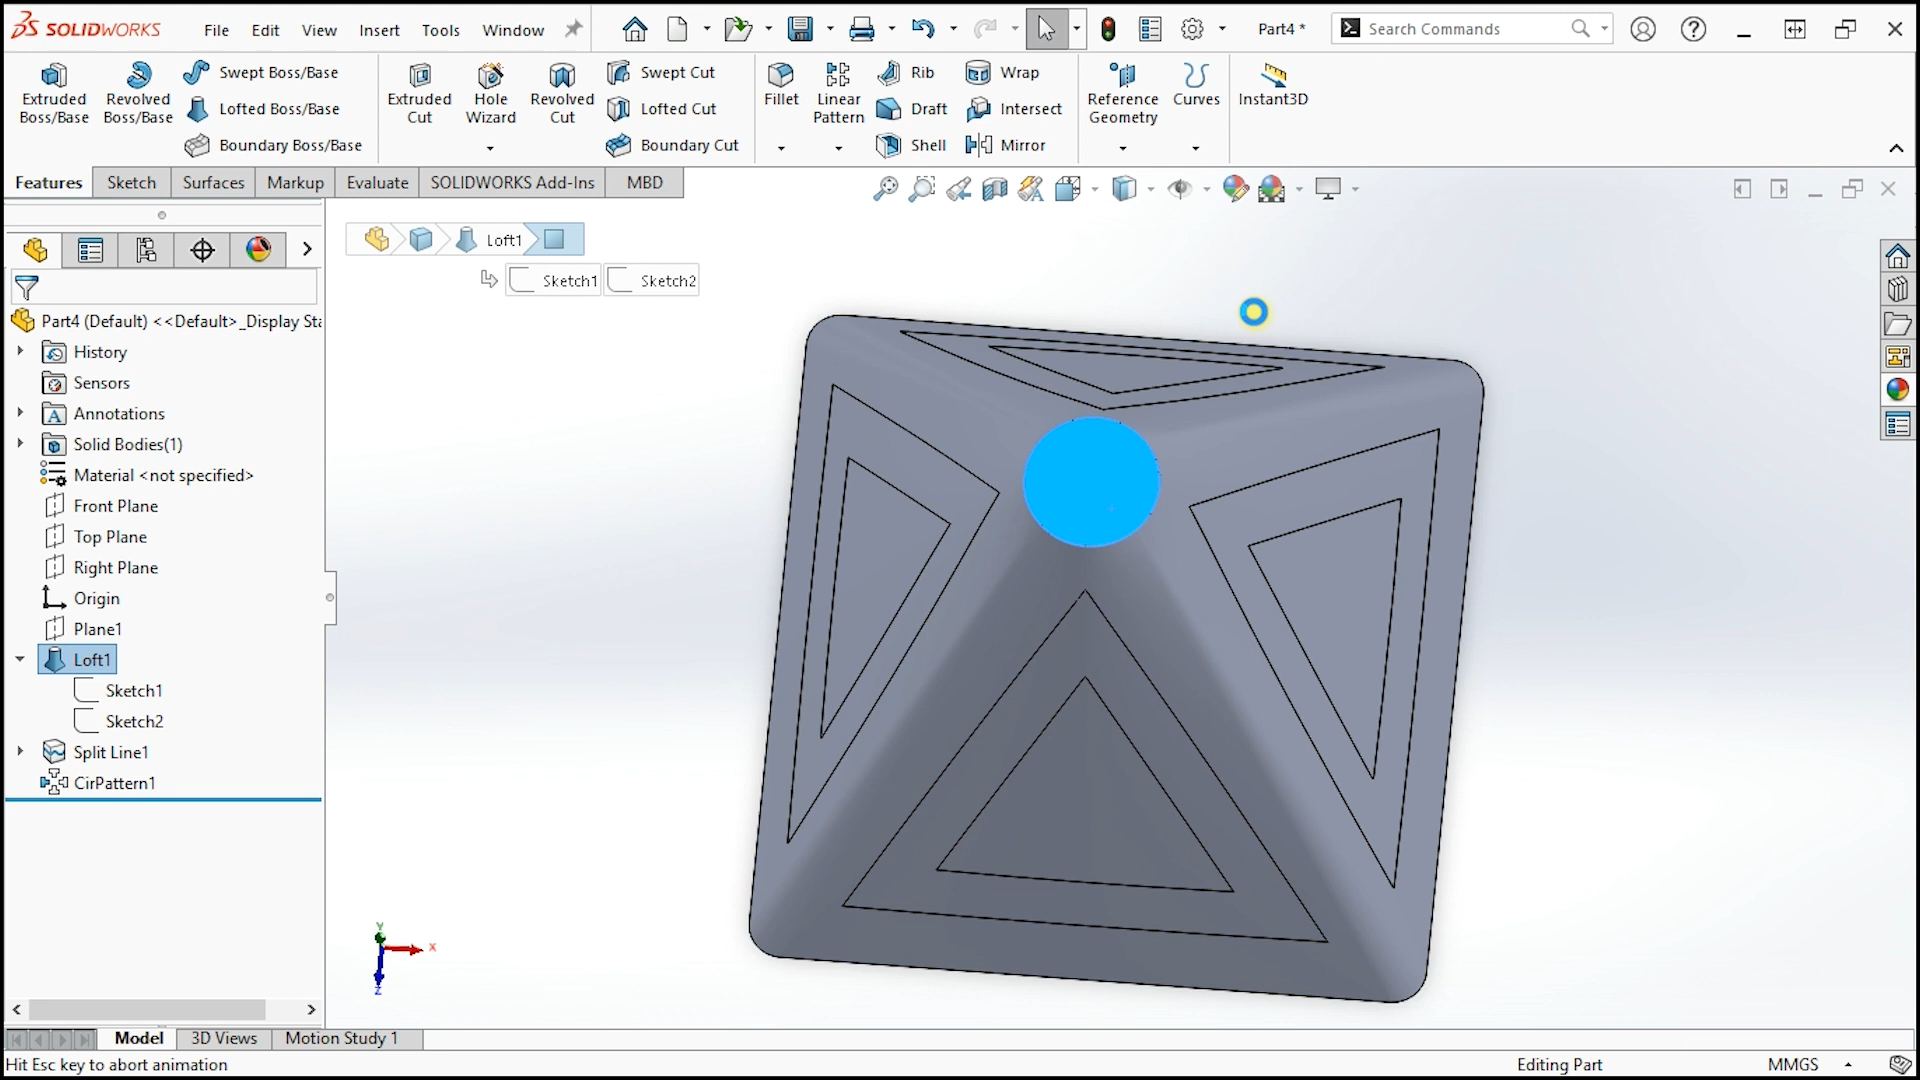 SOLIDWORKS File Edit View Insert Tools Window Part4 * Search Commands
Extruded Boss/Base
Revolved Boss/Base
Swept Boss/Base
Lofted Boss/Base
Boundary Boss/Base
Extruded Cut
Hole Wizard
Revolved Cut
Swept Cut
Lofted Cut
Boundary Cut
Fillet
Linear Pattern
Rib
Draft
Shell
Wrap
Intersect
Mirror
Reference Geometry
Curves
Instant3D
Features Sketch Surfaces Markup Evaluate SOLIDWORKS Add-Ins MBD
Loft1
Sketch1 Sketch2
Part4 (Default) <<Default>_Display Sta
History
Sensors
Annotations
Solid Bodies(1)
Material <not specified>
Front Plane
Top Plane
Right Plane
Origin
Plane1
Loft1
Sketch1
Sketch2
Split Line1
CirPattern1
Y
X
Z
Model 3D Views Motion Study 1
Hit Esc key to abort animation Editing Part MMGS